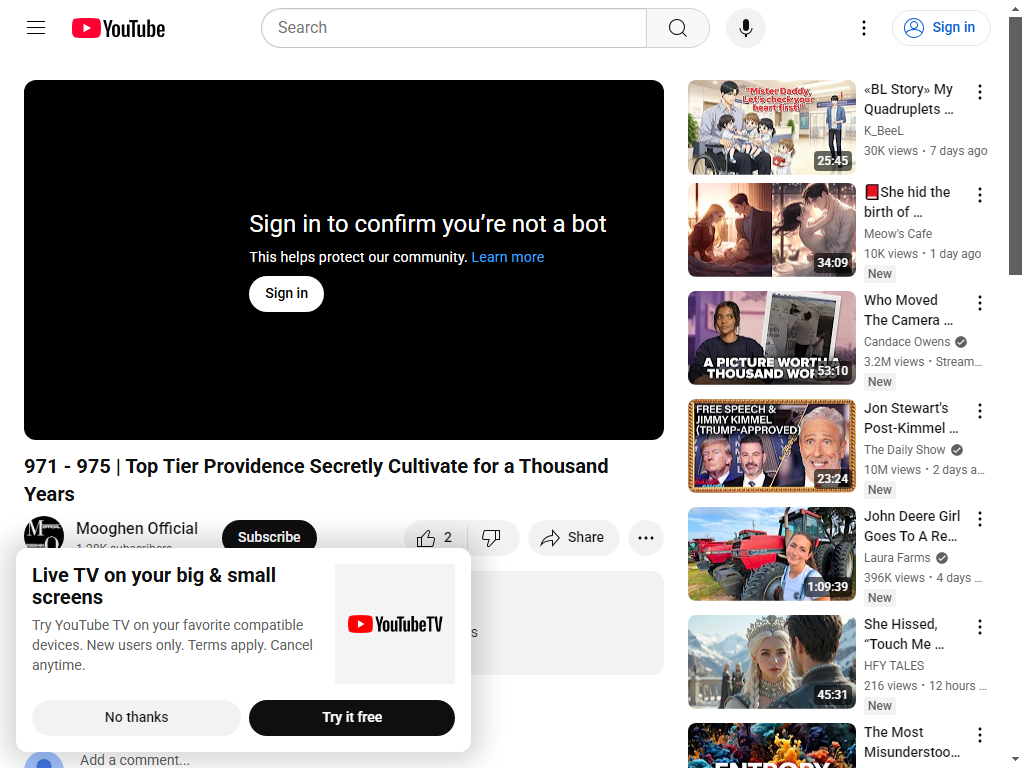 YouTube
Search
Sign in
Sign in to confirm you’re not a bot
This helps protect our community. Learn more
Sign in
971 - 975 | Top Tier Providence Secretly Cultivate for a Thousand
Years
Mooghen Official
Subscribe
2
Share
Live TV on your big & small
screens
Try YouTube TV on your favorite compatible
devices. New users only. Terms apply. Cancel
anytime.
YouTubeTV
No thanks
Try it free
Add a comment...
"Mister Daddy,
Let's check your
heart first!"
25:45
«BL Story» My
Quadruplets ...
K_BeeL
30K views • 7 days ago
34:09
📕She hid the
birth of ...
Meow's Cafe
10K views • 1 day ago
New
A PICTURE WORTH A
THOUSAND WORDS
53:10
Who Moved
The Camera ...
Candace Owens
3.2M views • Stream...
New
FREE SPEECH &
JIMMY KIMMEL
(TRUMP-APPROVED)
23:24
Jon Stewart's
Post-Kimmel ...
The Daily Show
10M views • 2 days a...
New
1:09:39
John Deere Girl
Goes To A Re...
Laura Farms
396K views • 4 days ...
New
45:31
She Hissed,
“Touch Me ...
HFY TALES
216 views • 12 hours ...
New
ENTROPY
The Most
Misunderstoo...